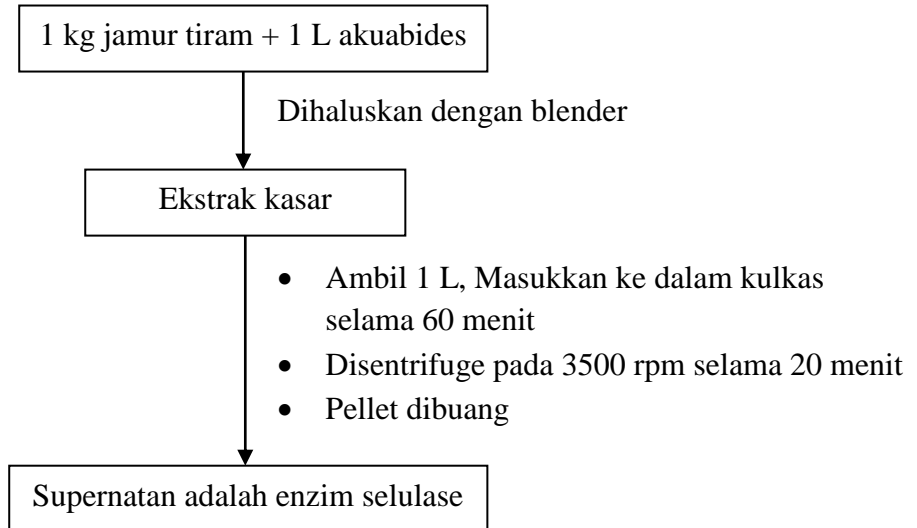 1 kg jamur tiram + 1 L akuabides
Dihaluskan dengan blender
Ekstrak kasar
• Ambil 1 L, Masukkan ke dalam kulkas
selama 60 menit
• Disentrifuge pada 3500 rpm selama 20 menit
• Pellet dibuang
Supernatan adalah enzim selulase